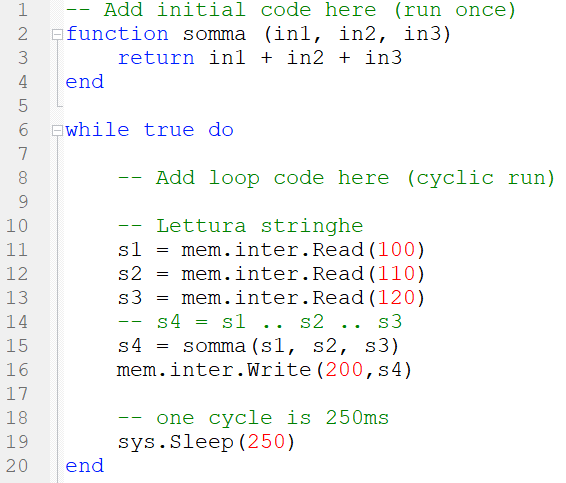 1 -- Add initial code here (run once)
2 function somma (in1, in2, in3)
3 return in1 + in2 + in3
4 end
5
6 while true do
7
8 -- Add loop code here (cyclic run)
9
10 -- Lettura stringhe
11 s1 = mem.inter.Read(100)
12 s2 = mem.inter.Read(110)
13 s3 = mem.inter.Read(120)
14 -- s4 = s1 .. s2 .. s3
15 s4 = somma(s1, s2, s3)
16 mem.inter.Write(200,s4)
17
18 -- one cycle is 250ms
19 sys.Sleep(250)
20 end